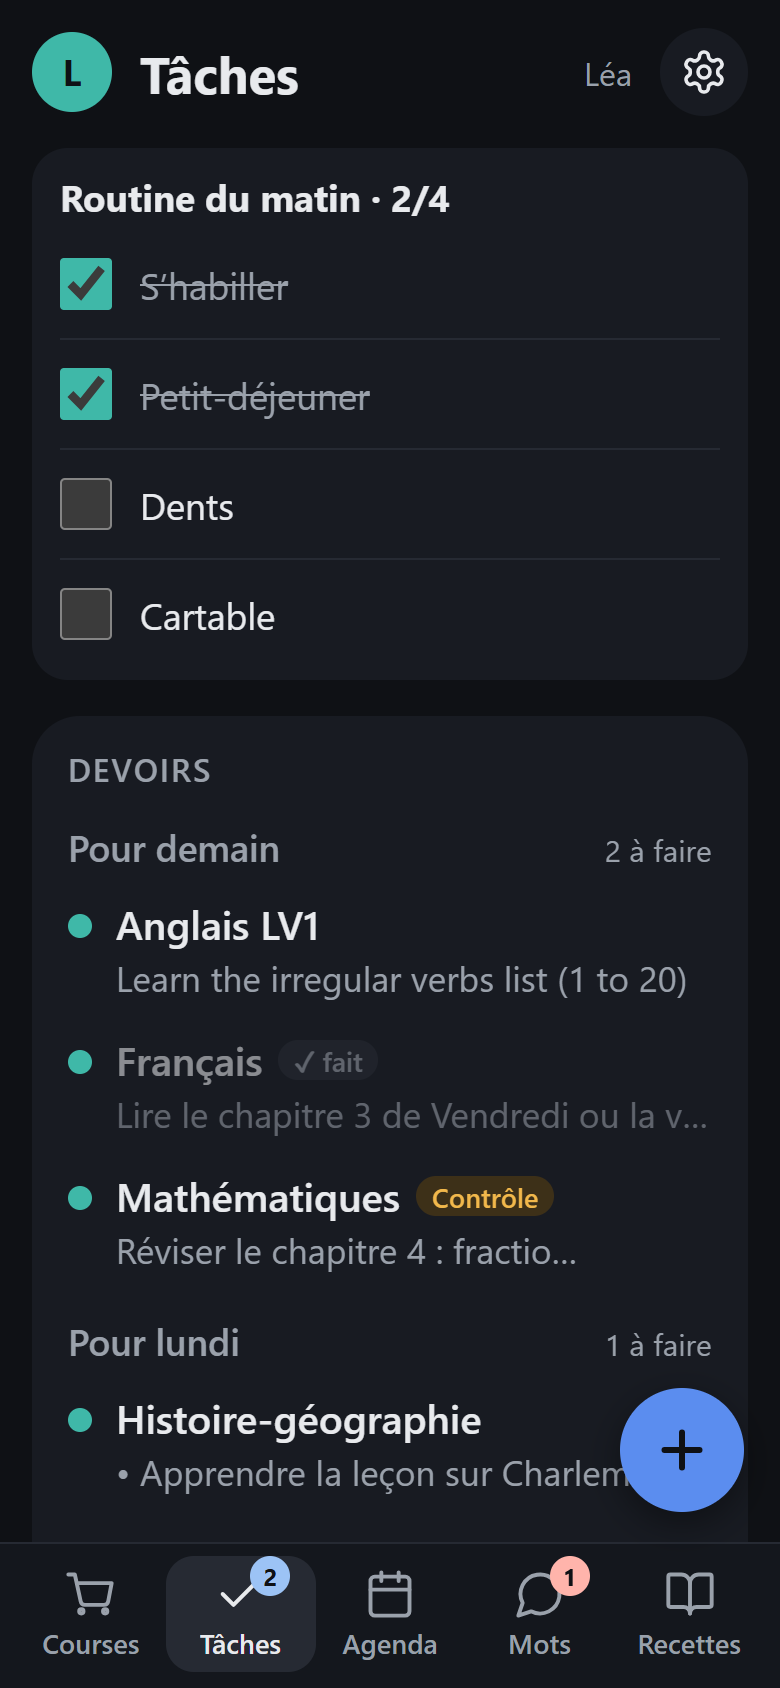 L
Tâches
Léa
Routine du matin · 2/4
S'habiller
Petit-déjeuner
Dents
Cartable
DEVOIRS
Pour demain
2 à faire
Anglais LV1
Learn the irregular verbs list (1 to 20)
Français ✓ fait
Lire le chapitre 3 de Vendredi ou la v...
Mathématiques Contrôle
Réviser le chapitre 4 : fractio...
Pour lundi
1 à faire
Histoire-géographie
• Apprendre la leçon sur Charlem
2
1
Courses
Tâches
Agenda
Mots
Recettes